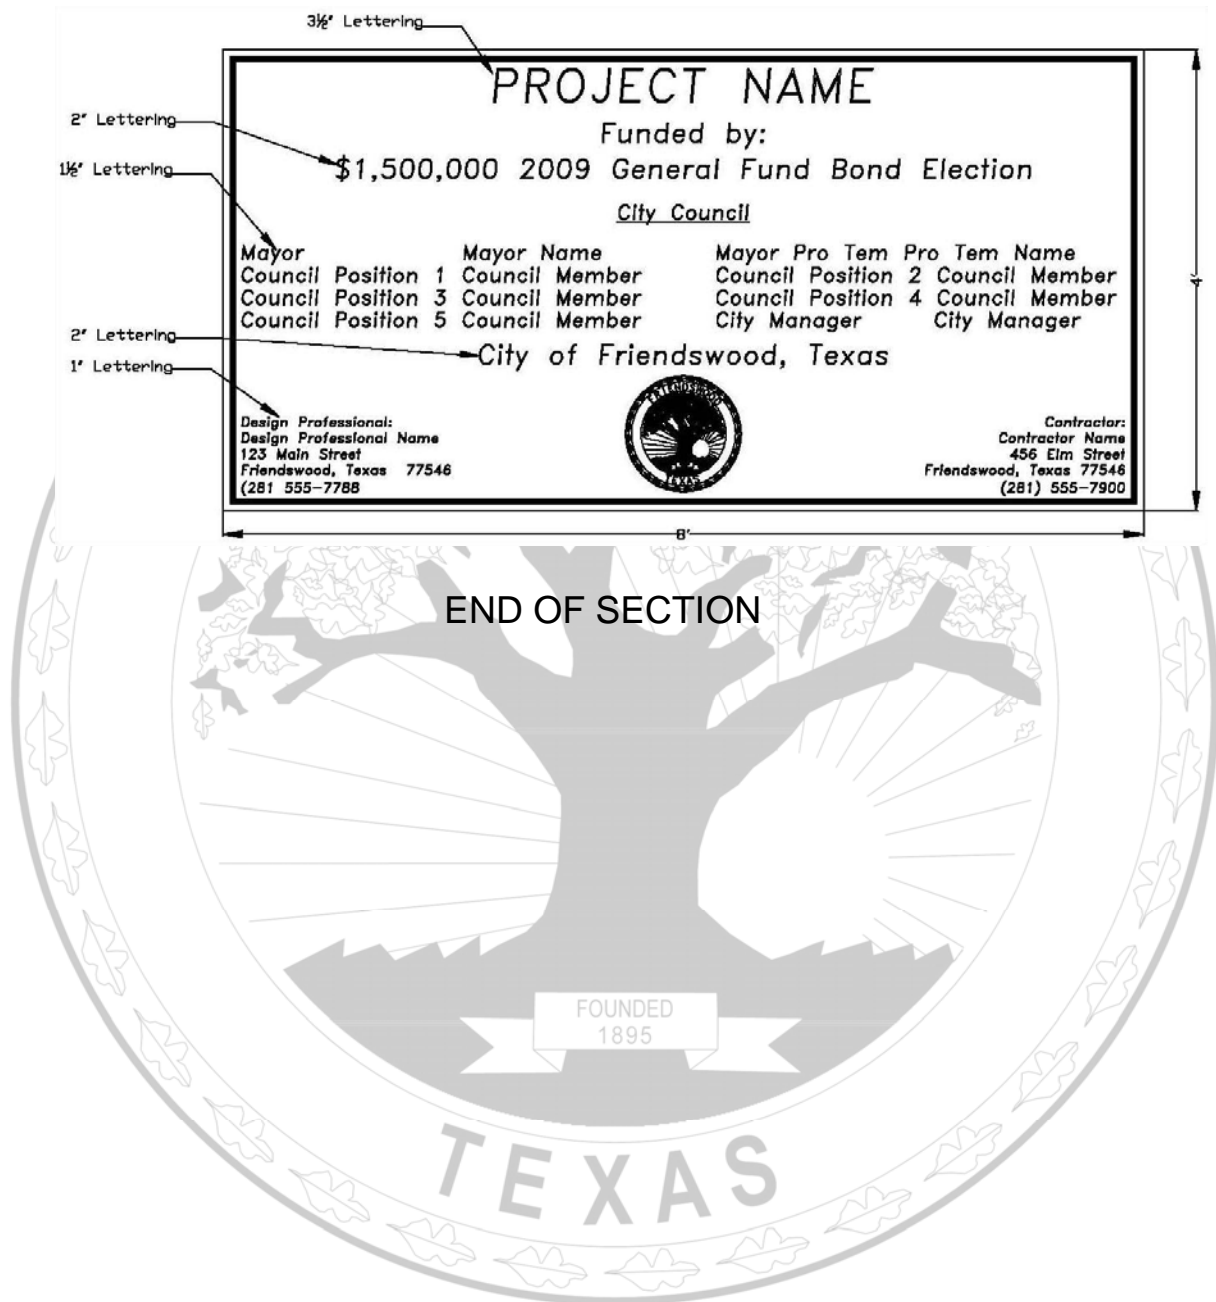 3½" Lettering
PROJECT NAME
2" Lettering
Funded by:
1½" Lettering
$1,500,000 2009 General Fund Bond Election
City Council
Mayor Mayor Name Mayor Pro Tem Pro Tem Name
Council Position 1 Council Member Council Position 2 Council Member
Council Position 3 Council Member Council Position 4 Council Member
Council Position 5 Council Member City Manager City Manager
4'
2" Lettering
City of Friendswood, Texas
1" Lettering
FRIENDSWOOD
TEXAS
Design Professional:
Design Professional Name
123 Main Street
Friendswood, Texas 77546
(281 555-7788
Contractor:
Contractor Name
456 Elm Street
Friendswood, Texas 77546
(281) 555-7900
8'
END OF SECTION
FOUNDED
1895
TEXAS